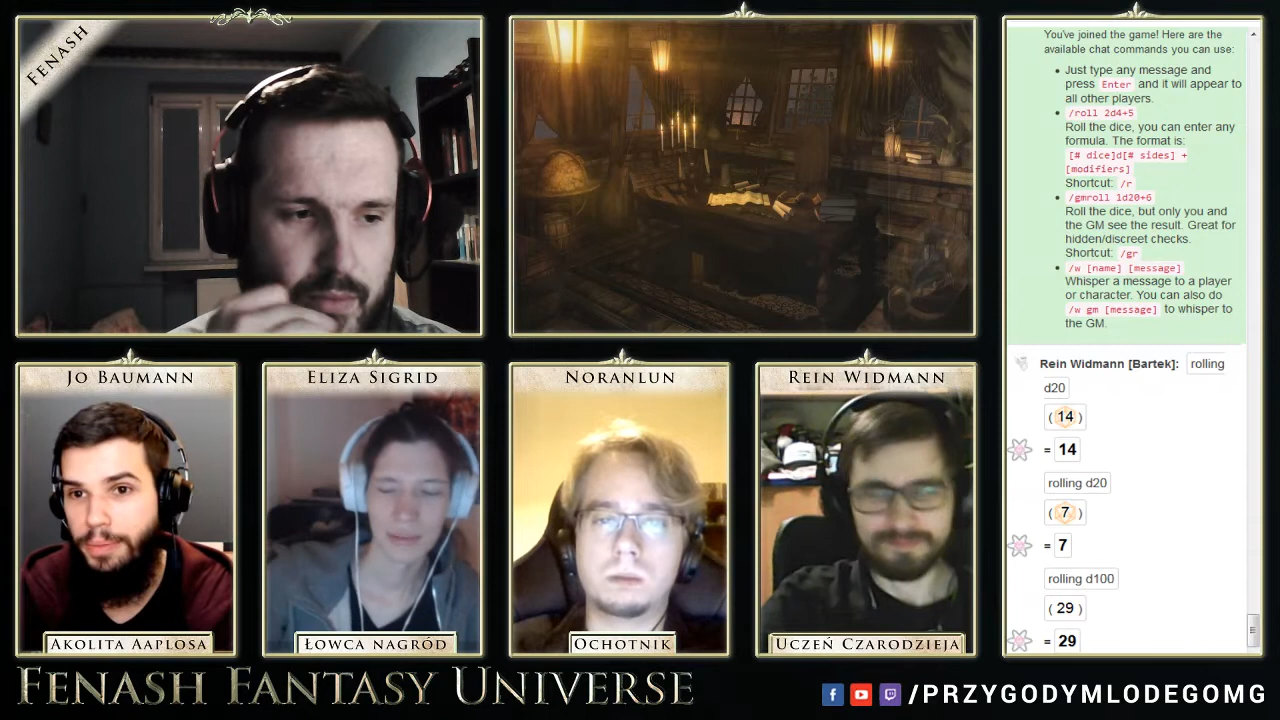 FENASH
You've joined the game! Here are the
available chat commands you can use:
Just type any message and
press Enter and it will appear to
all other players.
/roll 2d4+5
Roll the dice, you can enter any
formula. The format is:
[# dice]d[# sides] +
[modifiers]
Shortcut: /r
/gmroll 1d20+6
Roll the dice, but only you and
the GM see the result. Great for
hidden/discreet checks.
Shortcut: /gr
/w [name] [message]
Whisper a message to a player
or character. You can also do
/w gm [message] to whisper to
the GM.
Rein Widmann [Bartek]: rolling
d20
(14)
= 14
rolling d20
(7)
= 7
rolling d100
(29)
= 29
JO BAUMANN
AKOLITA AAPLOSA
ELIZA SIGRID
ŁOWCA NAGRÓD
NORANLUN
OCHOTNIK
REIN WIDMANN
UCZEŃ CZARODZIEJA
FENASH FANTASY UNIVERSE
/PRZYGODYMLODEGOMG